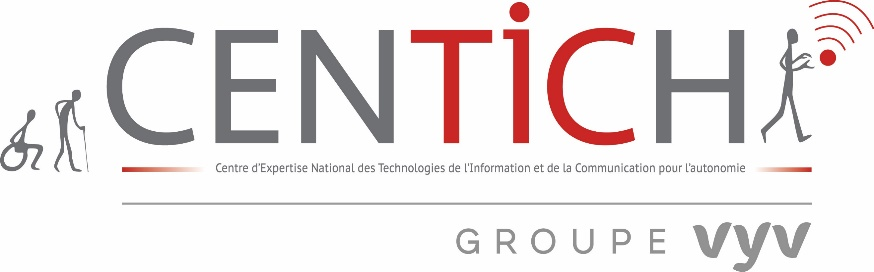 CENTICH
Centre d'Expertise National des Technologies de l'Information et de la Communication pour l'autonomie
GROUPE vyv